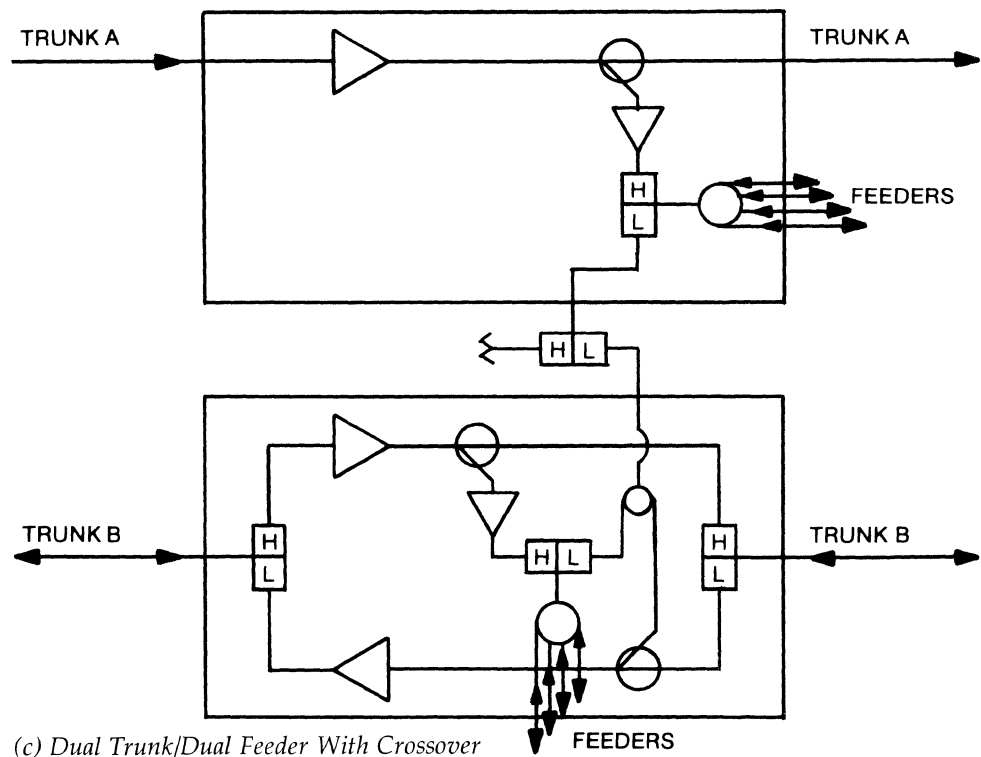 TRUNK A
TRUNK A
H
L
FEEDERS
H L
TRUNK B
H
L
H L
H
L
TRUNK B
FEEDERS
(c) Dual Trunk/Dual Feeder With Crossover